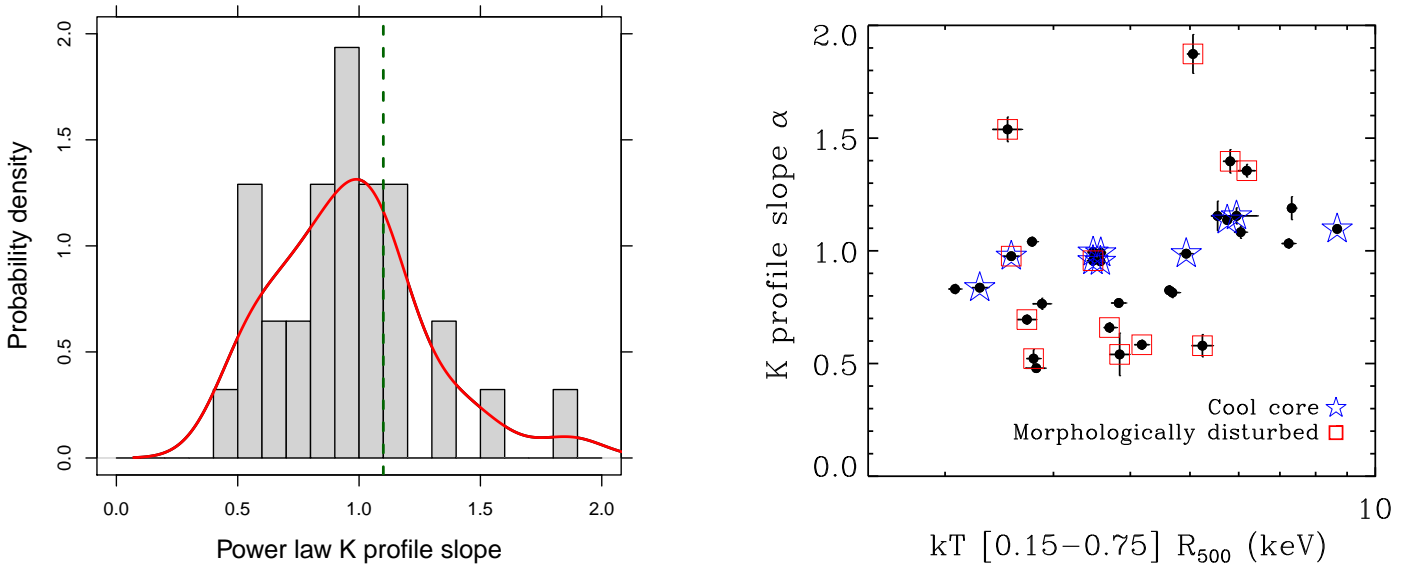 2.0
1.5
1.0
0.5
0.0
Probability density
0.0 0.5 1.0 1.5 2.0
Power law K profile slope
2.0
1.5
1.0
0.5
0.0
K profile slope α
Cool core
Morphologically disturbed
10
kT [0.15−0.75] R500 (keV)